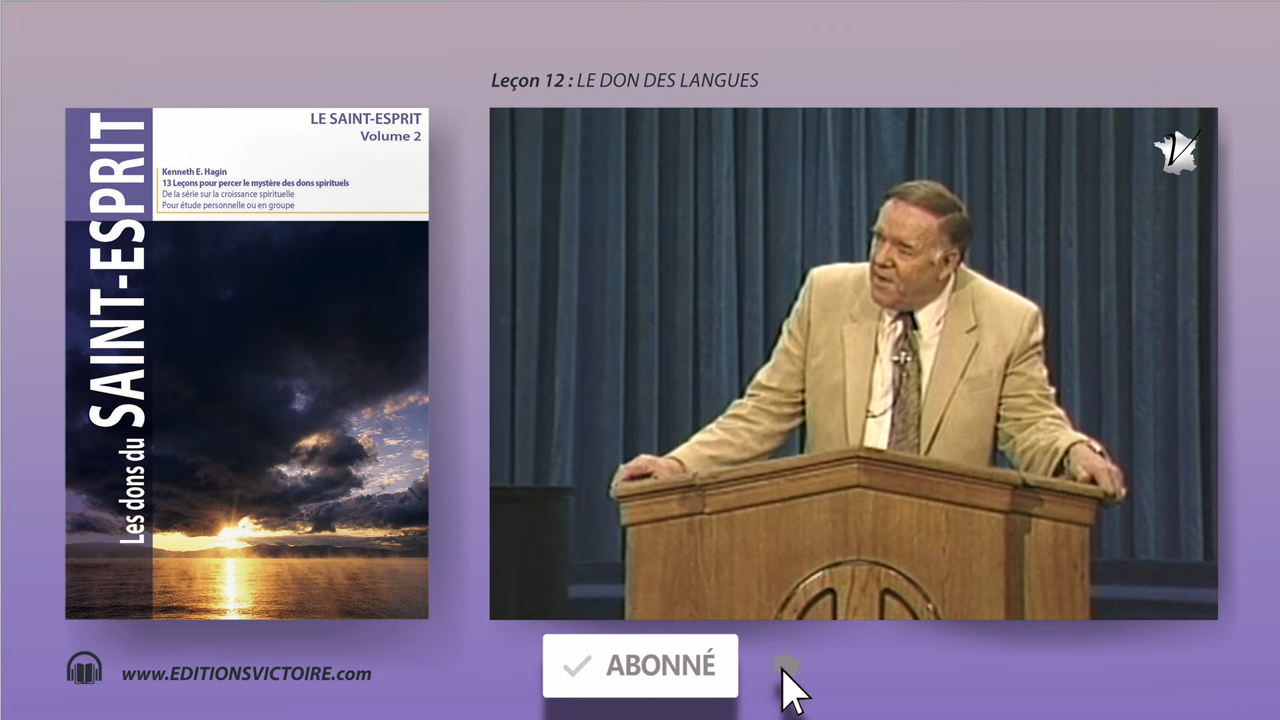 Leçon 12 : LE DON DES LANGUES
Les dons du SAINT-ESPRIT
LE SAINT-ESPRIT
Volume 2
Kenneth E. Hagin
13 Leçons pour percer le mystère des dons spirituels
De la série sur la croissance spirituelle
Pour étude personnelle ou en groupe
V
www.EDITIONSVICTOIRE.com
ABONNÉ